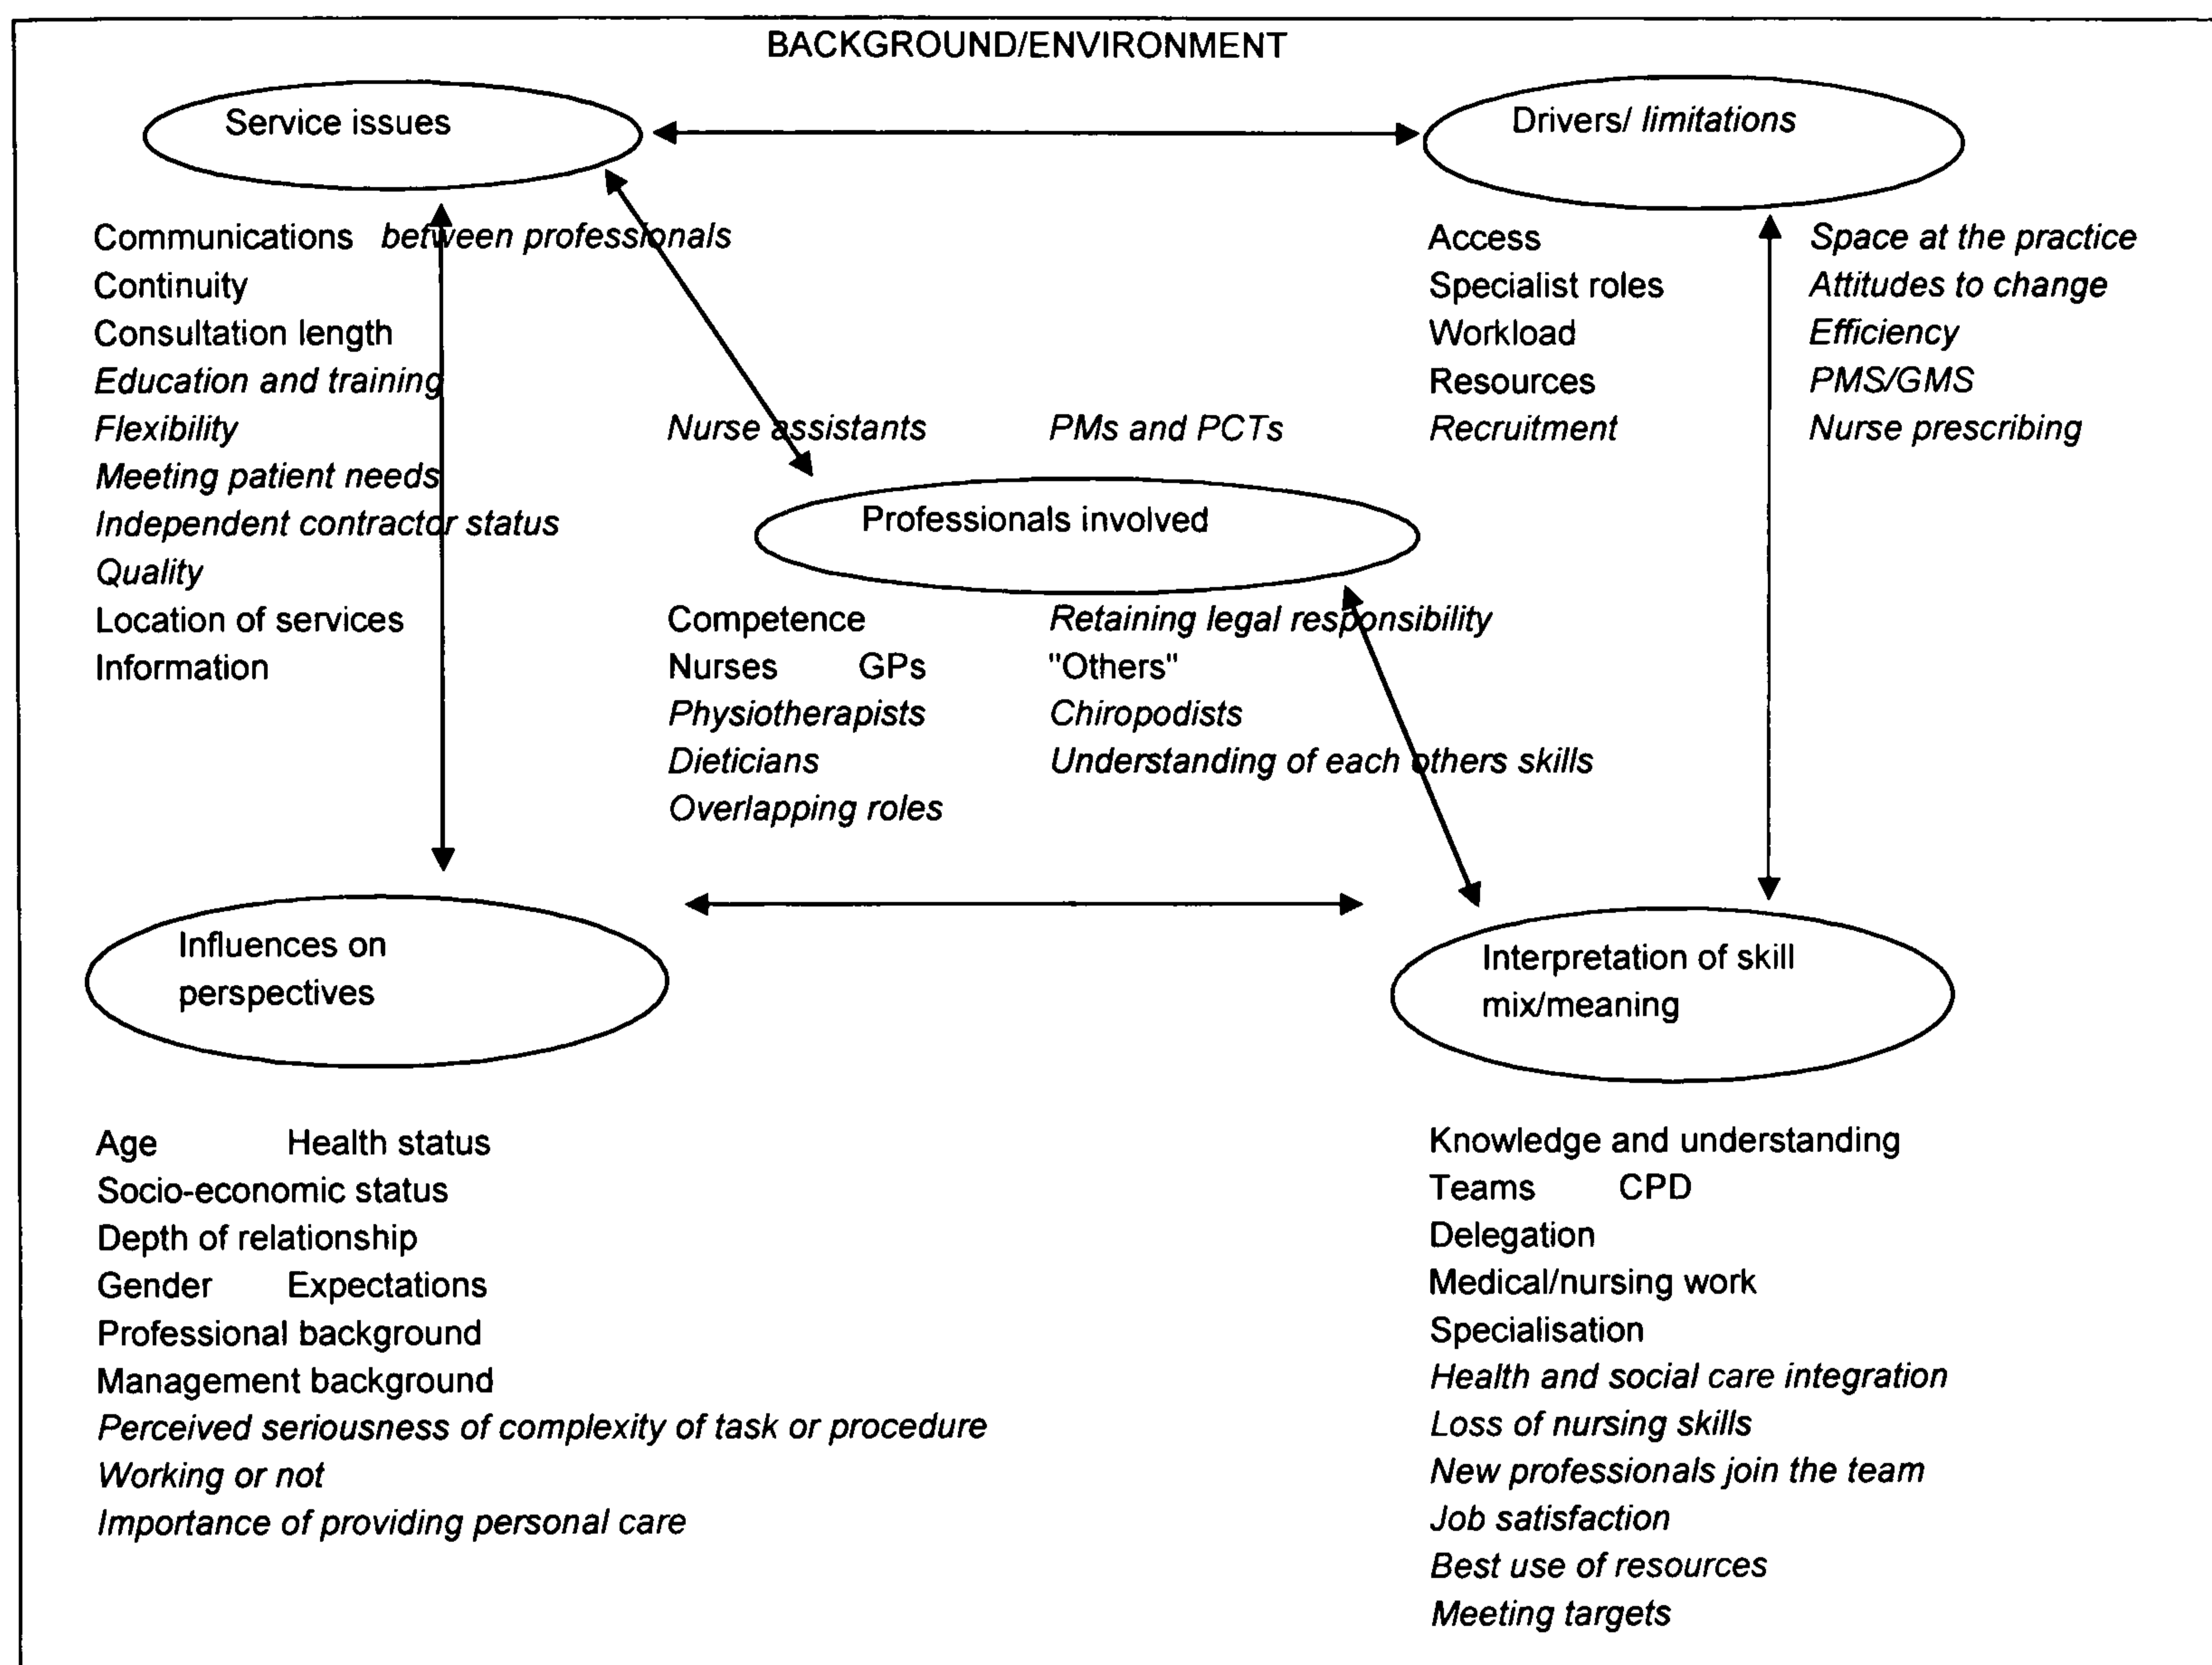 BACKGROUND/ENVIRONMENT
Service issues
Drivers/ limitations
Communications between professionals
Continuity
Consultation length
Education and training
Flexibility
Meeting patient needs
Independent contractor status
Quality
Location of services
Information
Access
Specialist roles
Workload
Resources
Recruitment
Space at the practice
Attitudes to change
Efficiency
PMS/GMS
Nurse prescribing
Nurse assistants PMs and PCTs
Professionals involved
Competence Retaining legal responsibility
Nurses GPs "Others"
Physiotherapists Chiropodists
Dieticians Understanding of each others skills
Overlapping roles
Influences on
perspectives
Interpretation of skill
mix/meaning
Age Health status
Socio-economic status
Depth of relationship
Gender Expectations
Professional background
Management background
Perceived seriousness of complexity of task or procedure
Working or not
Importance of providing personal care
Knowledge and understanding
Teams CPD
Delegation
Medical/nursing work
Specialisation
Health and social care integration
Loss of nursing skills
New professionals join the team
Job satisfaction
Best use of resources
Meeting targets